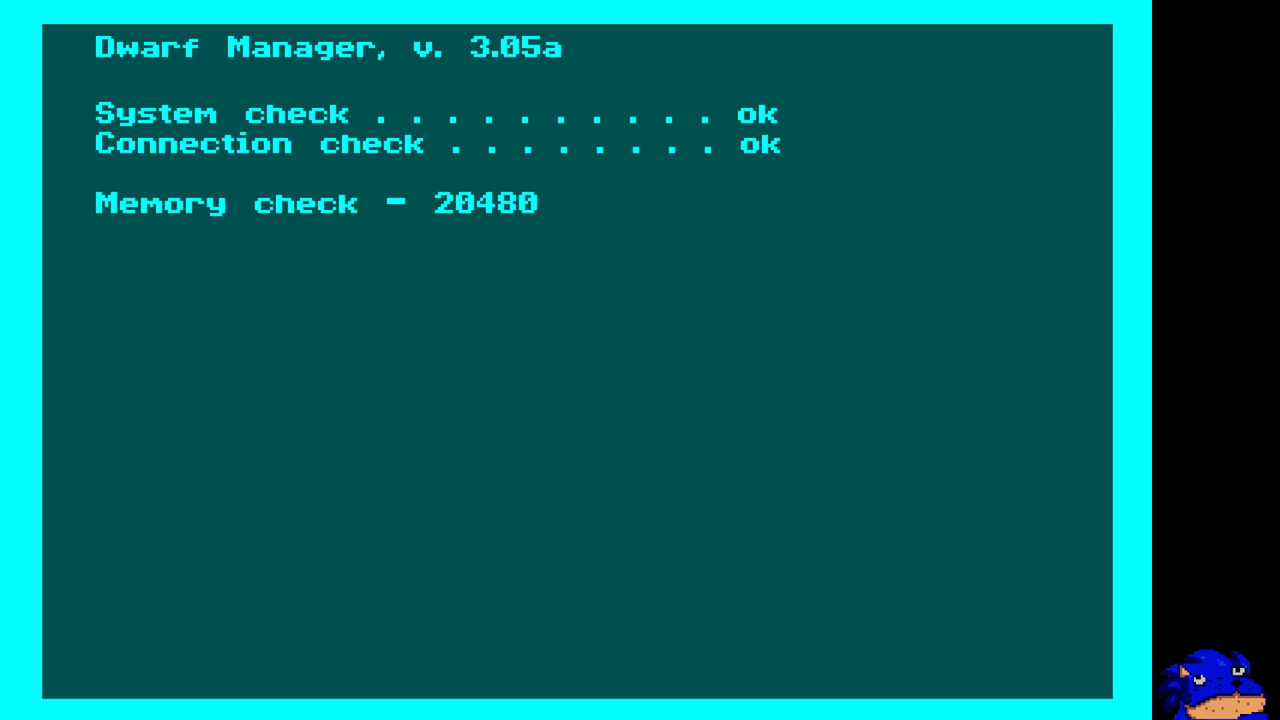 Dwarf Manager, v. 3.05a
System check . . . . . . . . . . ok
Connection check . . . . . . . . ok
Memory check - 20480